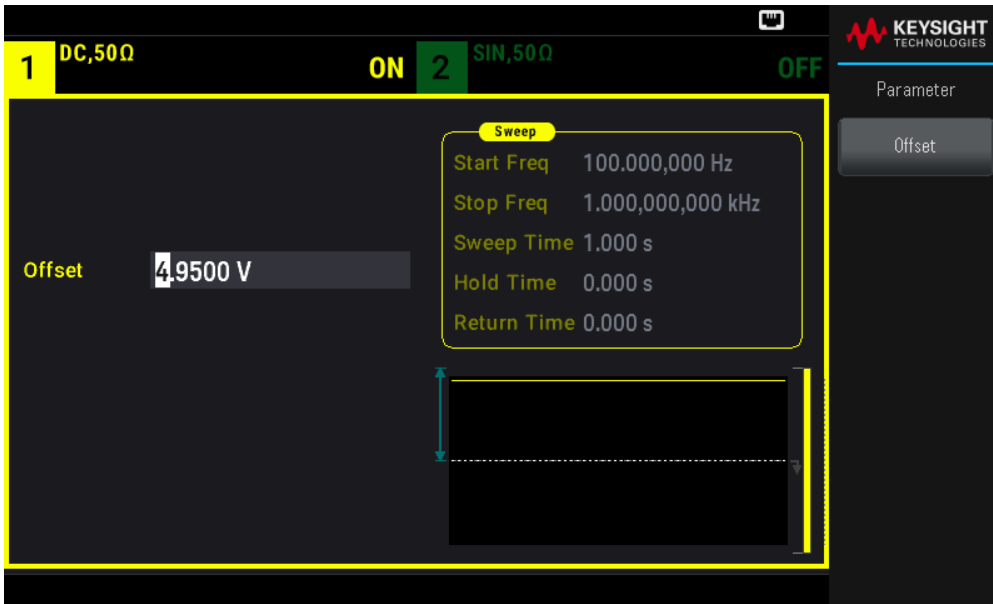 KEYSIGHT
TECHNOLOGIES
1 DC,50Ω ON 2 SIN,50Ω OFF
Parameter
Offset
Sweep
Start Freq 100.000,000 Hz
Stop Freq 1.000,000,000 kHz
Sweep Time 1.000 s
Offset 4.9500 V
Hold Time 0.000 s
Return Time 0.000 s